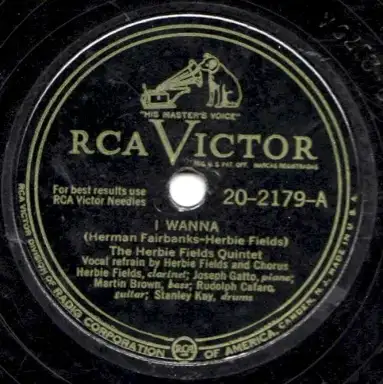 "HIS MASTER'S VOICE"
RCA VICTOR
REG. U.S. PAT. OFF. MARCAS REGISTRADAS
For best results use
RCA Victor Needles
20-2179-A
I WANNA
(Herman Fairbanks-Herbie Fields)
The Herbie Fields Quintet
Vocal refrain by Herbie Fields and Chorus
Herbie Fields, clarinet; Joseph Gatto, piano;
Martin Brown, bass; Rudolph Cafaro,
guitar; Stanley Kay, drums
RCA VICTOR DIVISION OF RADIO CORPORATION OF AMERICA, CAMDEN, N.J. MADE IN U.S.A.
RCA